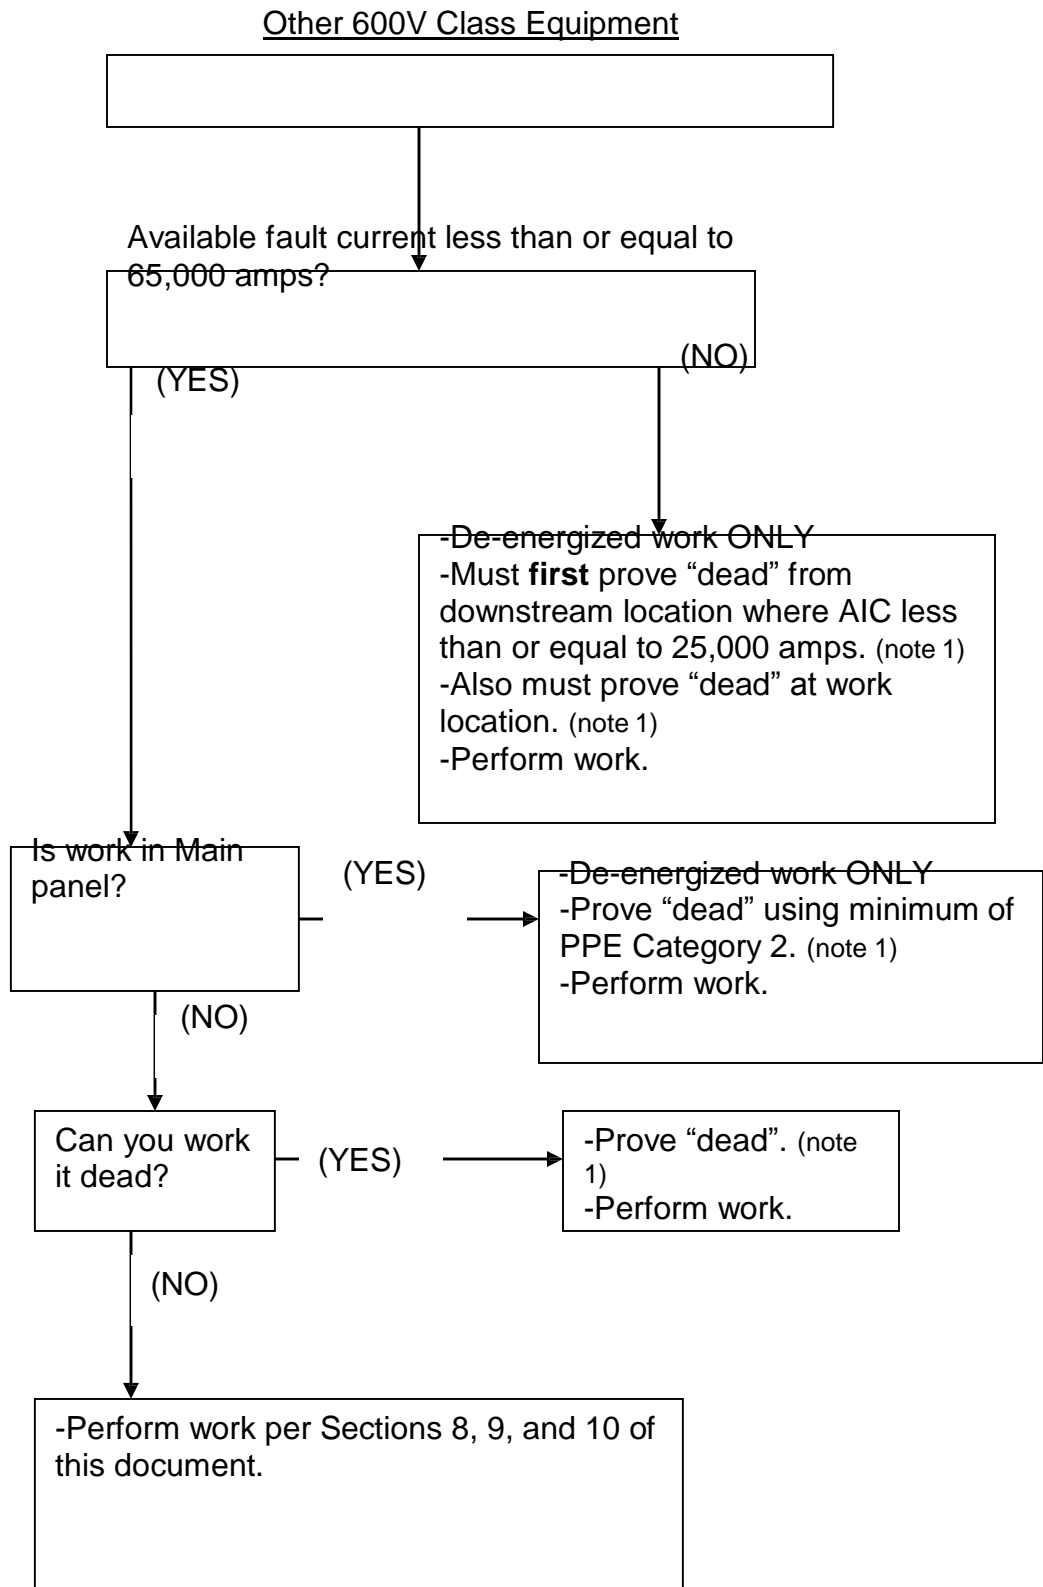 Other 600V Class Equipment
Available fault current less than or equal to
65,000 amps?
(NO)
(YES)
-De-energized work ONLY
-Must first prove “dead” from
downstream location where AIC less
than or equal to 25,000 amps. (note 1)
-Also must prove “dead” at work
location. (note 1)
-Perform work.
Is work in Main
panel?
(YES)
-De-energized work ONLY
-Prove “dead” using minimum of
PPE Category 2. (note 1)
-Perform work.
(NO)
Can you work
it dead?
(YES)
-Prove “dead”. (note
1)
-Perform work.
(NO)
-Perform work per Sections 8, 9, and 10 of
this document.